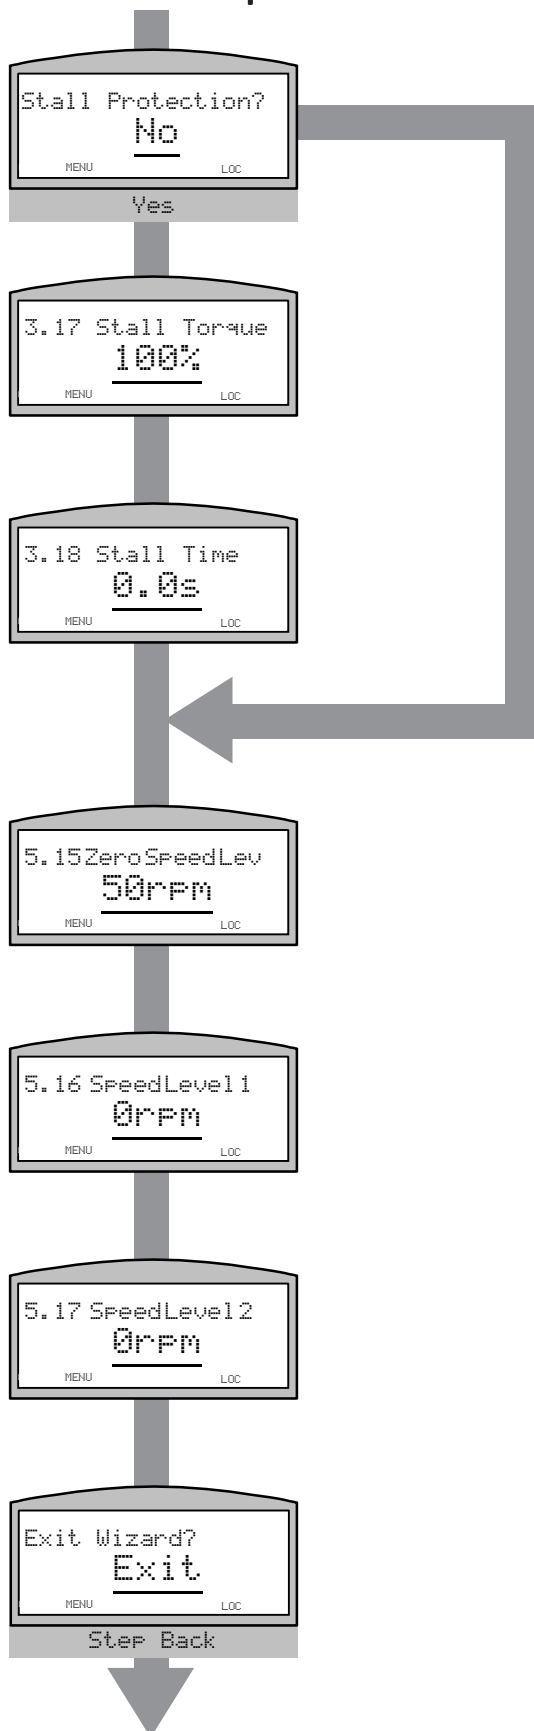 Stall Protection?
No
MENU LOC
Yes
3.17 Stall Torque
100%
MENU LOC
3.18 Stall Time
0.0s
MENU LOC
5.15ZeroSpeedLev
50rpm
MENU LOC
5.16 SpeedLevel1
0rpm
MENU LOC
5.17 SpeedLevel2
0rpm
MENU LOC
Exit Wizard?
Exit
MENU LOC
Step Back